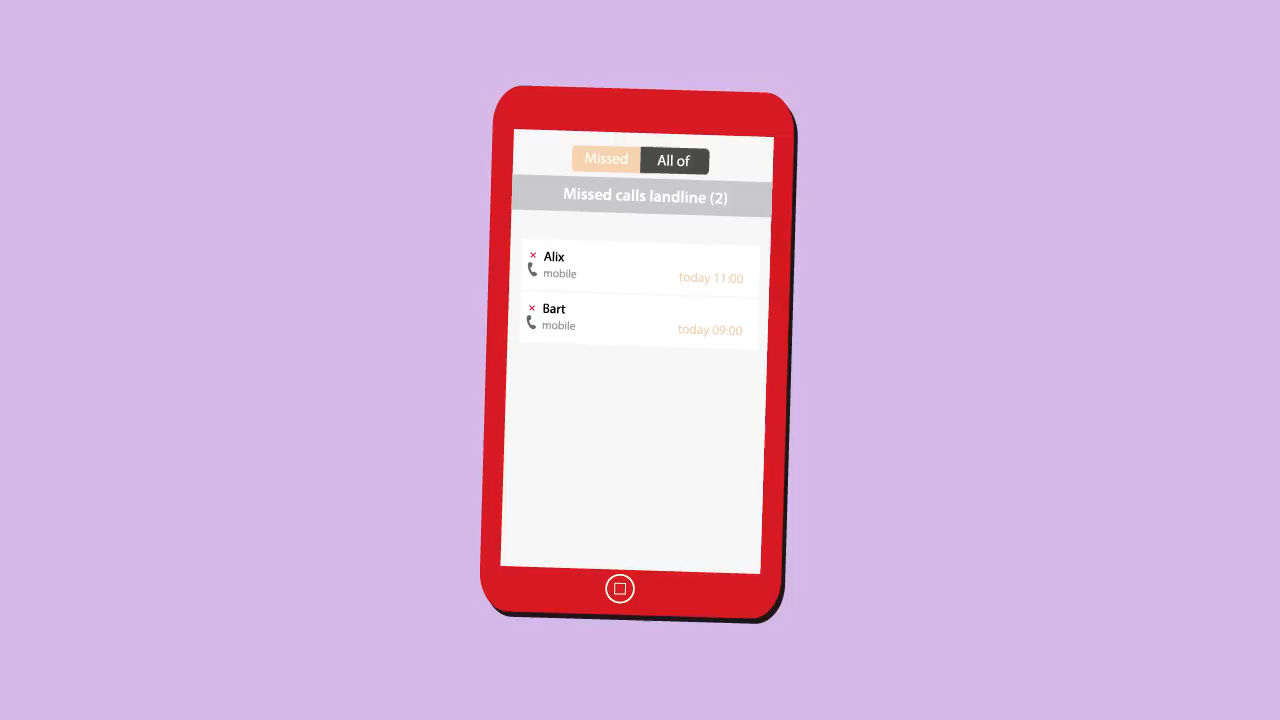 Missed All of
Missed calls landline (2)
× Alix
mobile
today 11:00
× Bart
mobile
today 09:00